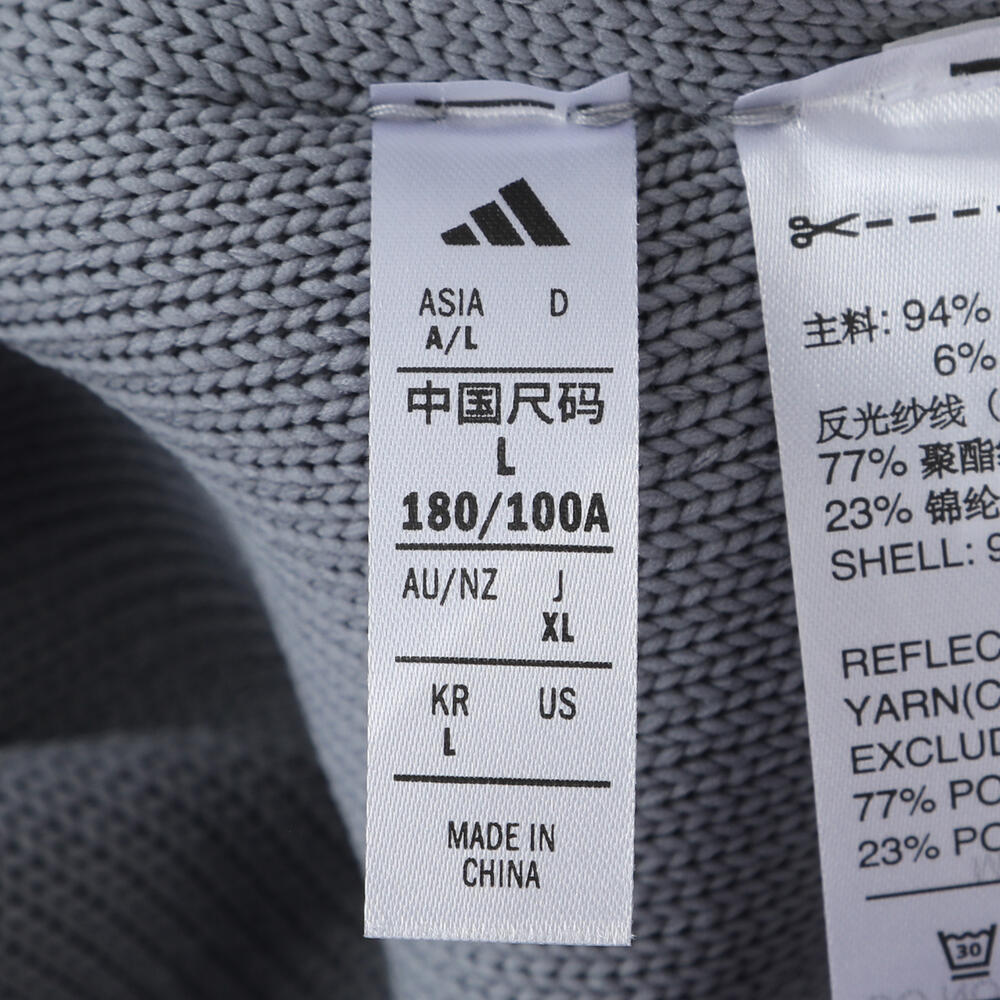 ASIA D
A/L
中国尺码
L
180/100A
AU/NZ J
XL
KR US
L
MADE IN
CHINA
主料: 94%
6%
反光纱线 (
77% 聚酯
23% 锦纶
SHELL: 9
REFLEC
YARN(C
EXCLUD
77% PO
23% PO
30